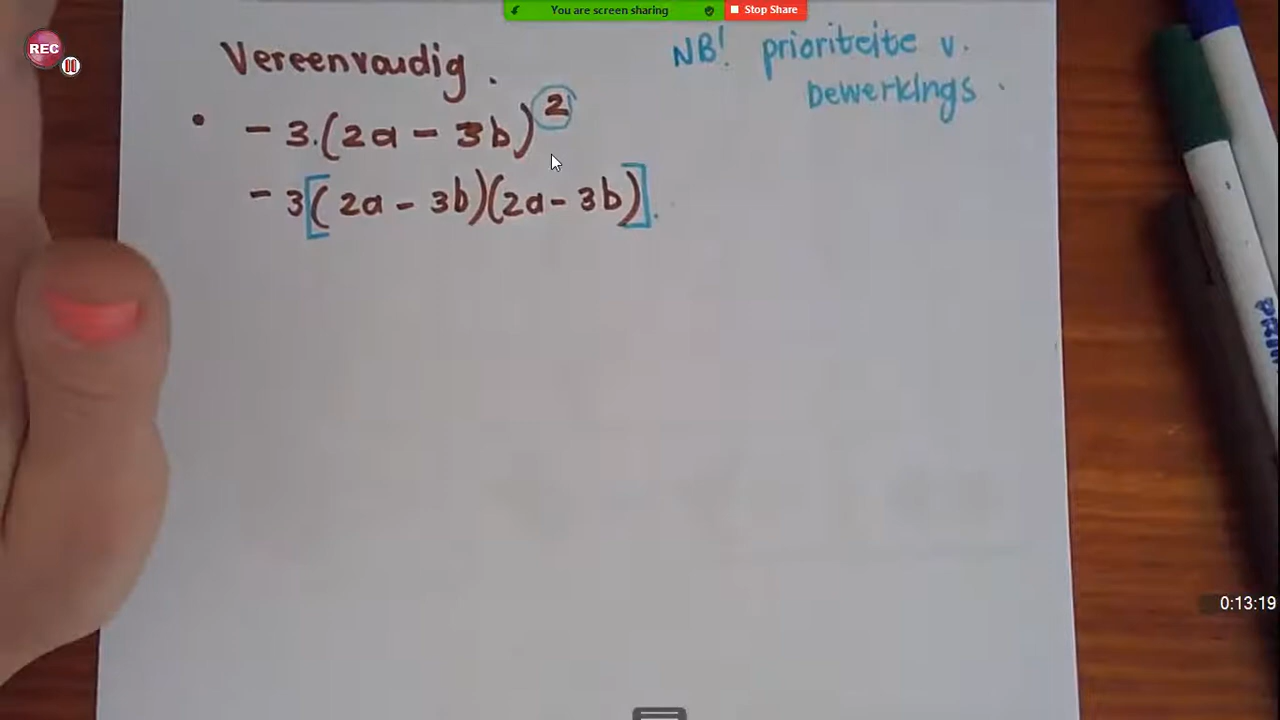 You are screen sharing Stop Share
REC
Vereenvoudig.
NB! prioriteite v.
bewerkings.
• -3.(2a - 3b)²
-3[(2a - 3b)(2a - 3b)].
0:13:19